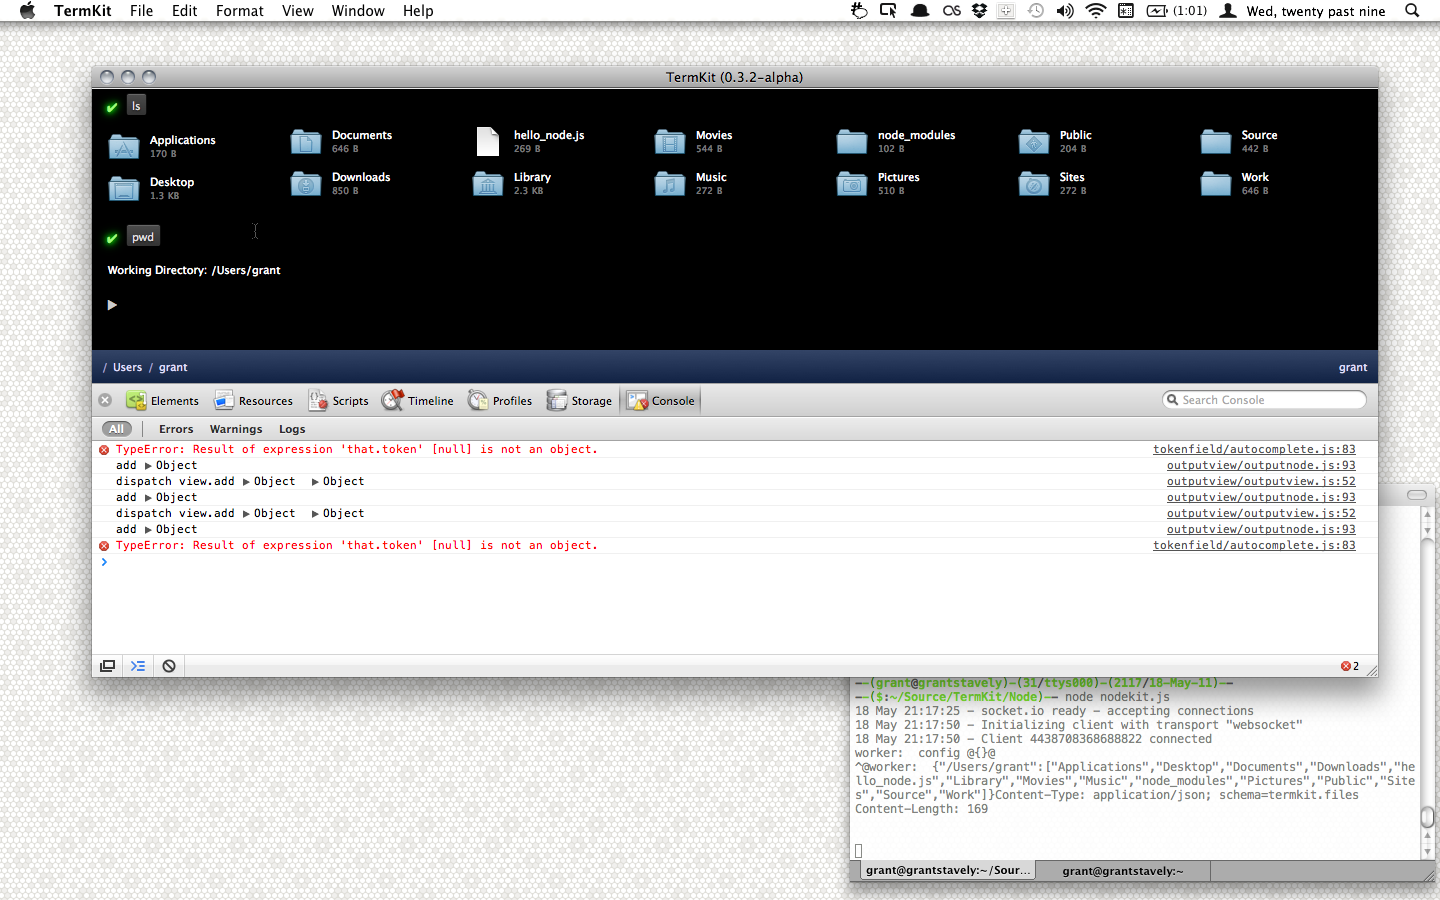 TermKit File Edit Format View Window Help (1:01) Wed, twenty past nine
TermKit (0.3.2-alpha)
ls
Applications
170 B
Documents
646 B
hello_node.js
269 B
Movies
544 B
node_modules
102 B
Public
204 B
Source
442 B
Desktop
1.3 KB
Downloads
850 B
Library
2.3 KB
Music
272 B
Pictures
510 B
Sites
272 B
Work
646 B
pwd
Working Directory: /Users/grant
/ Users / grant grant
Elements Resources Scripts Timeline Profiles Storage Console Search Console
All Errors Warnings Logs
TypeError: Result of expression 'that.token' [null] is not an object. tokenfield/autocomplete.js:83
add ▶Object outputview/outputnode.js:93
dispatch view.add ▶Object ▶Object outputview/outputview.js:52
add ▶Object outputview/outputnode.js:93
dispatch view.add ▶Object ▶Object outputview/outputview.js:52
add ▶Object outputview/outputnode.js:93
TypeError: Result of expression 'that.token' [null] is not an object. tokenfield/autocomplete.js:83
2
--(grant@grantstavely)-(31/ttys000)-(2117/18-May-11)--
--($:~/Source/TermKit/Node)-- node nodekit.js
18 May 21:17:25 - socket.io ready - accepting connections
18 May 21:17:50 - Initializing client with transport "websocket"
18 May 21:17:50 - Client 4438708368688822 connected
worker:  config @{}@
^@worker:  {"/Users/grant":["Applications","Desktop","Documents","Downloads","he
llo_node.js","Library","Movies","Music","node_modules","Pictures","Public","Site
s","Source","Work"]}Content-Type: application/json; schema=termkit.files
Content-Length: 169
grant@grantstavely:~/Sour... grant@grantstavely:~